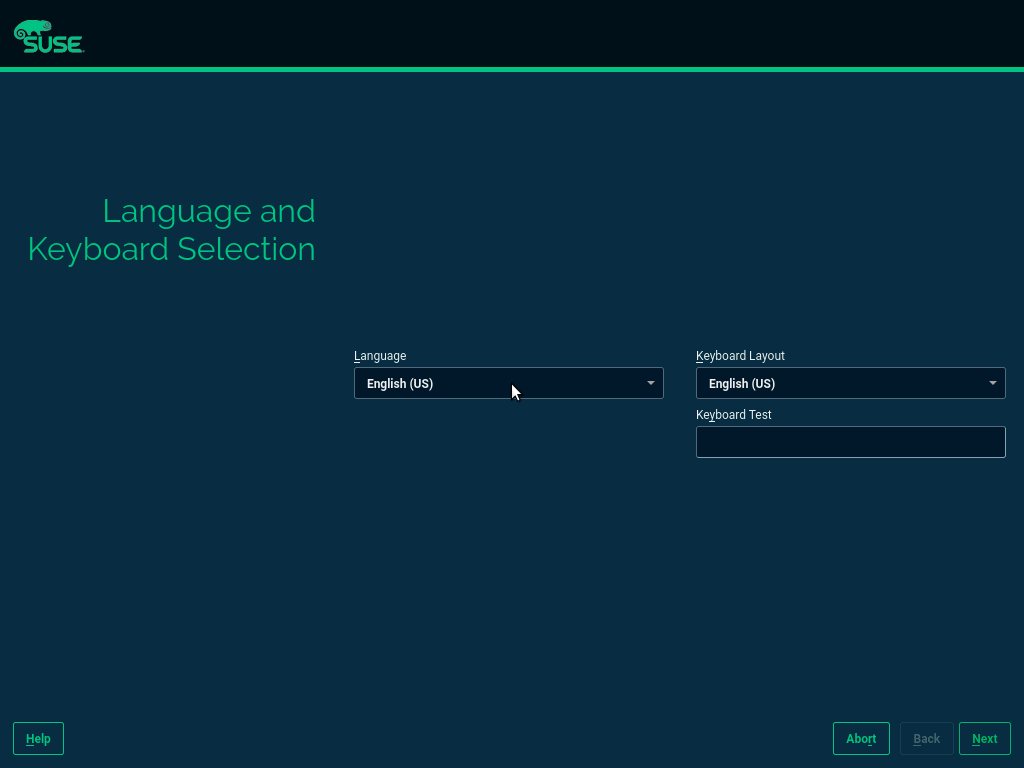 SUSE
Language and
Keyboard Selection
Language
Keyboard Layout
English (US)
English (US)
Keyboard Test
Help
Abort
Back
Next